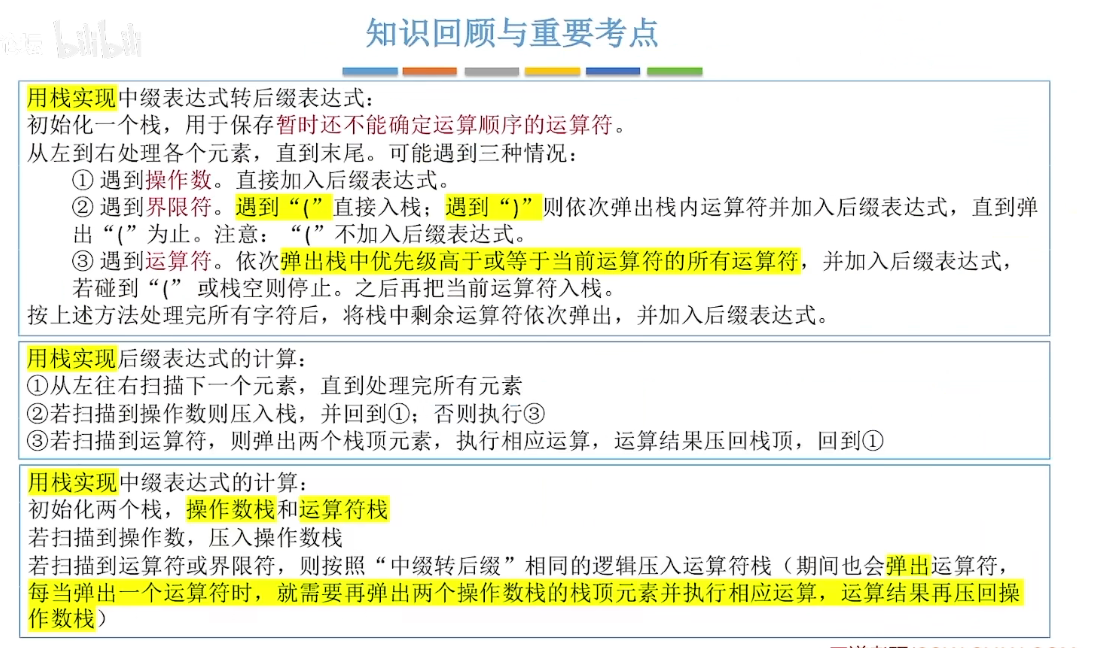 bilibili
知识回顾与重要考点
用栈实现中缀表达式转后缀表达式：
初始化一个栈，用于保存暂时还不能确定运算顺序的运算符。
从左到右处理各个元素，直到末尾。可能遇到三种情况：
① 遇到操作数。直接加入后缀表达式。
② 遇到界限符。遇到“(”直接入栈；遇到“)”则依次弹出栈内运算符并加入后缀表达式，直到弹
出“(”为止。注意：“(”不加入后缀表达式。
③ 遇到运算符。依次弹出栈中优先级高于或等于当前运算符的所有运算符，并加入后缀表达式，
若碰到“(” 或栈空则停止。之后再把当前运算符入栈。
按上述方法处理完所有字符后，将栈中剩余运算符依次弹出，并加入后缀表达式。
用栈实现后缀表达式的计算：
①从左往右扫描下一个元素，直到处理完所有元素
②若扫描到操作数则压入栈，并回到①；否则执行③
③若扫描到运算符，则弹出两个栈顶元素，执行相应运算，运算结果压回栈顶，回到①
用栈实现中缀表达式的计算：
初始化两个栈，操作数栈和运算符栈
若扫描到操作数，压入操作数栈
若扫描到运算符或界限符，则按照“中缀转后缀”相同的逻辑压入运算符栈（期间也会弹出运算符，
每当弹出一个运算符时，就需要再弹出两个操作数栈的栈顶元素并执行相应运算，运算结果再压回操
作数栈）